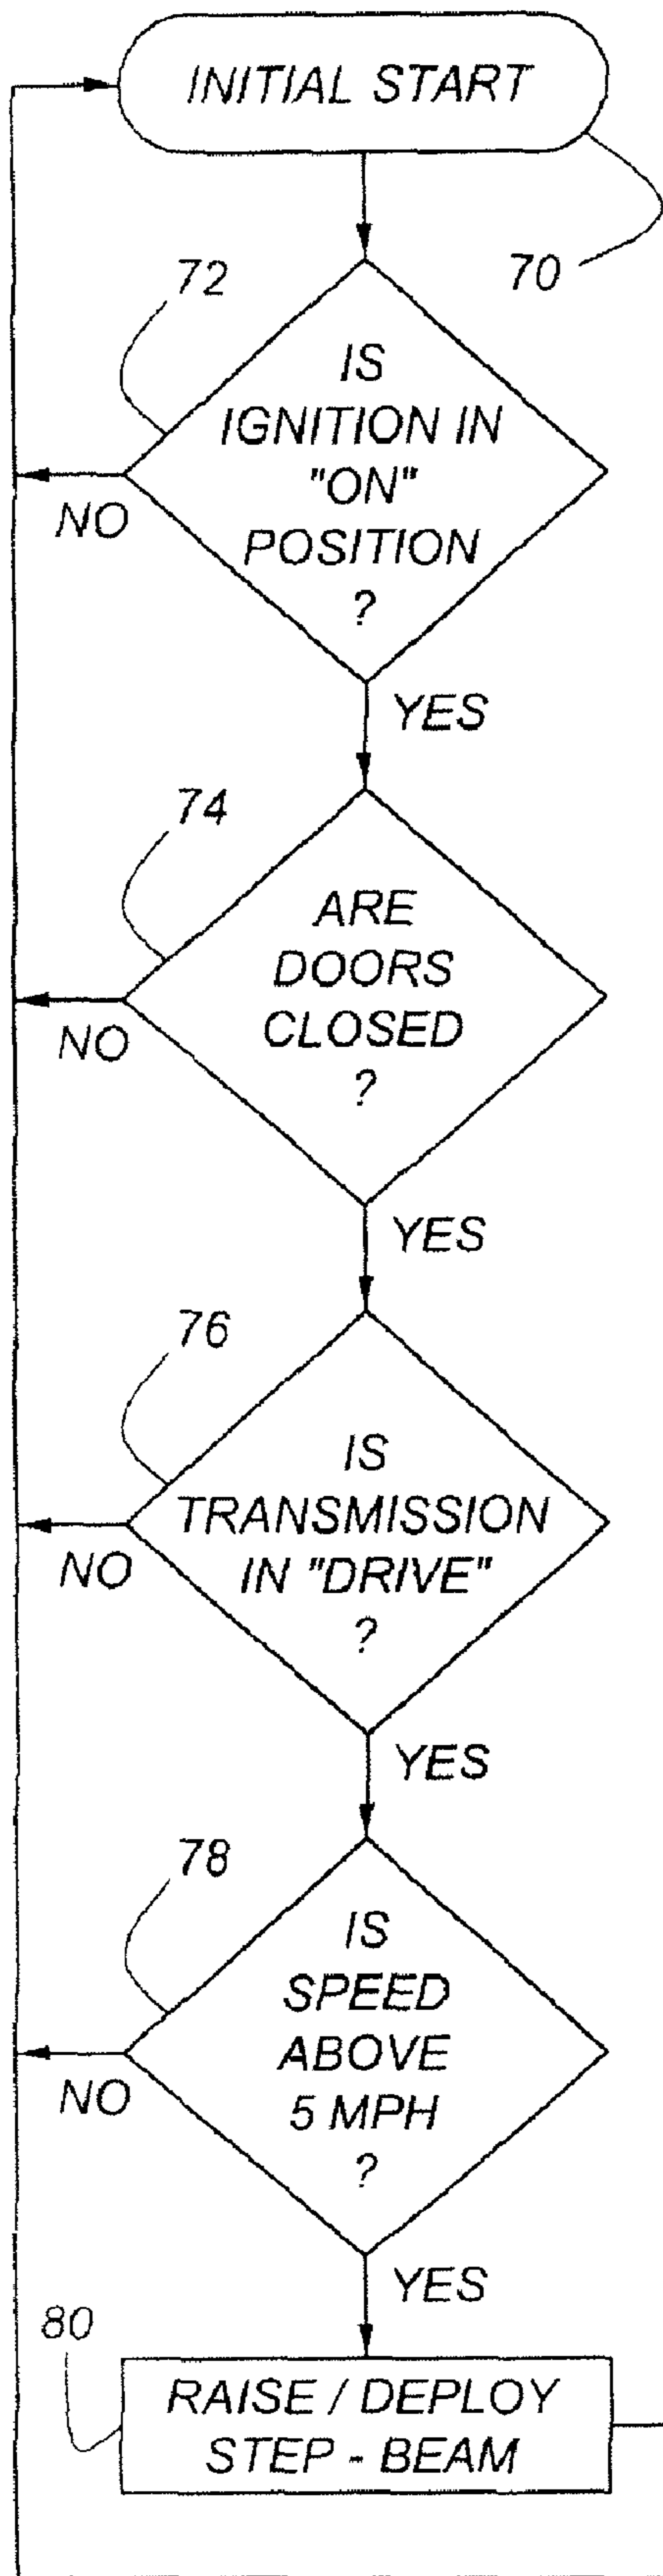 INITIAL START
70
72
IS
IGNITION IN
"ON"
POSITION
?
NO
YES
74
ARE
DOORS
CLOSED
?
NO
YES
76
IS
TRANSMISSION
IN "DRIVE"
?
NO
YES
78
IS
SPEED
ABOVE
5 MPH
?
NO
YES
80
RAISE / DEPLOY
STEP - BEAM